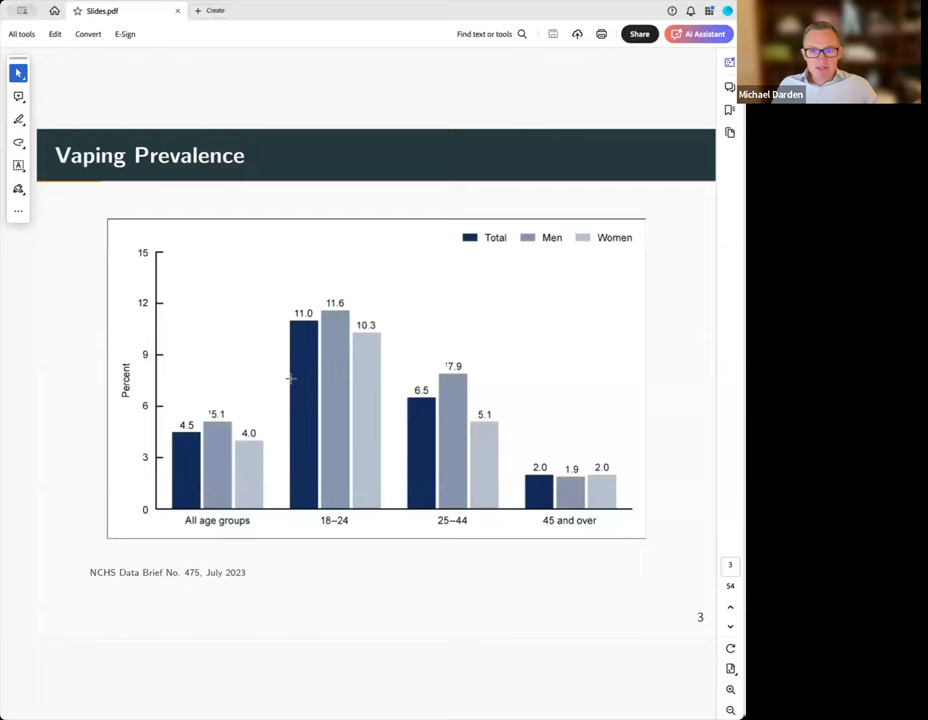 Slides.pdf
Create
All tools
Edit
Convert
E-Sign
Find text or tools
Share
AI Assistant
Michael Darden
Vaping Prevalence
Total
Men
Women
15
12
9
6
3
0
Percent
4.5
¹5.1
4.0
11.0
11.6
10.3
6.5
¹7.9
5.1
2.0
1.9
2.0
All age groups
18–24
25–44
45 and over
NCHS Data Brief No. 475, July 2023
3
3
54